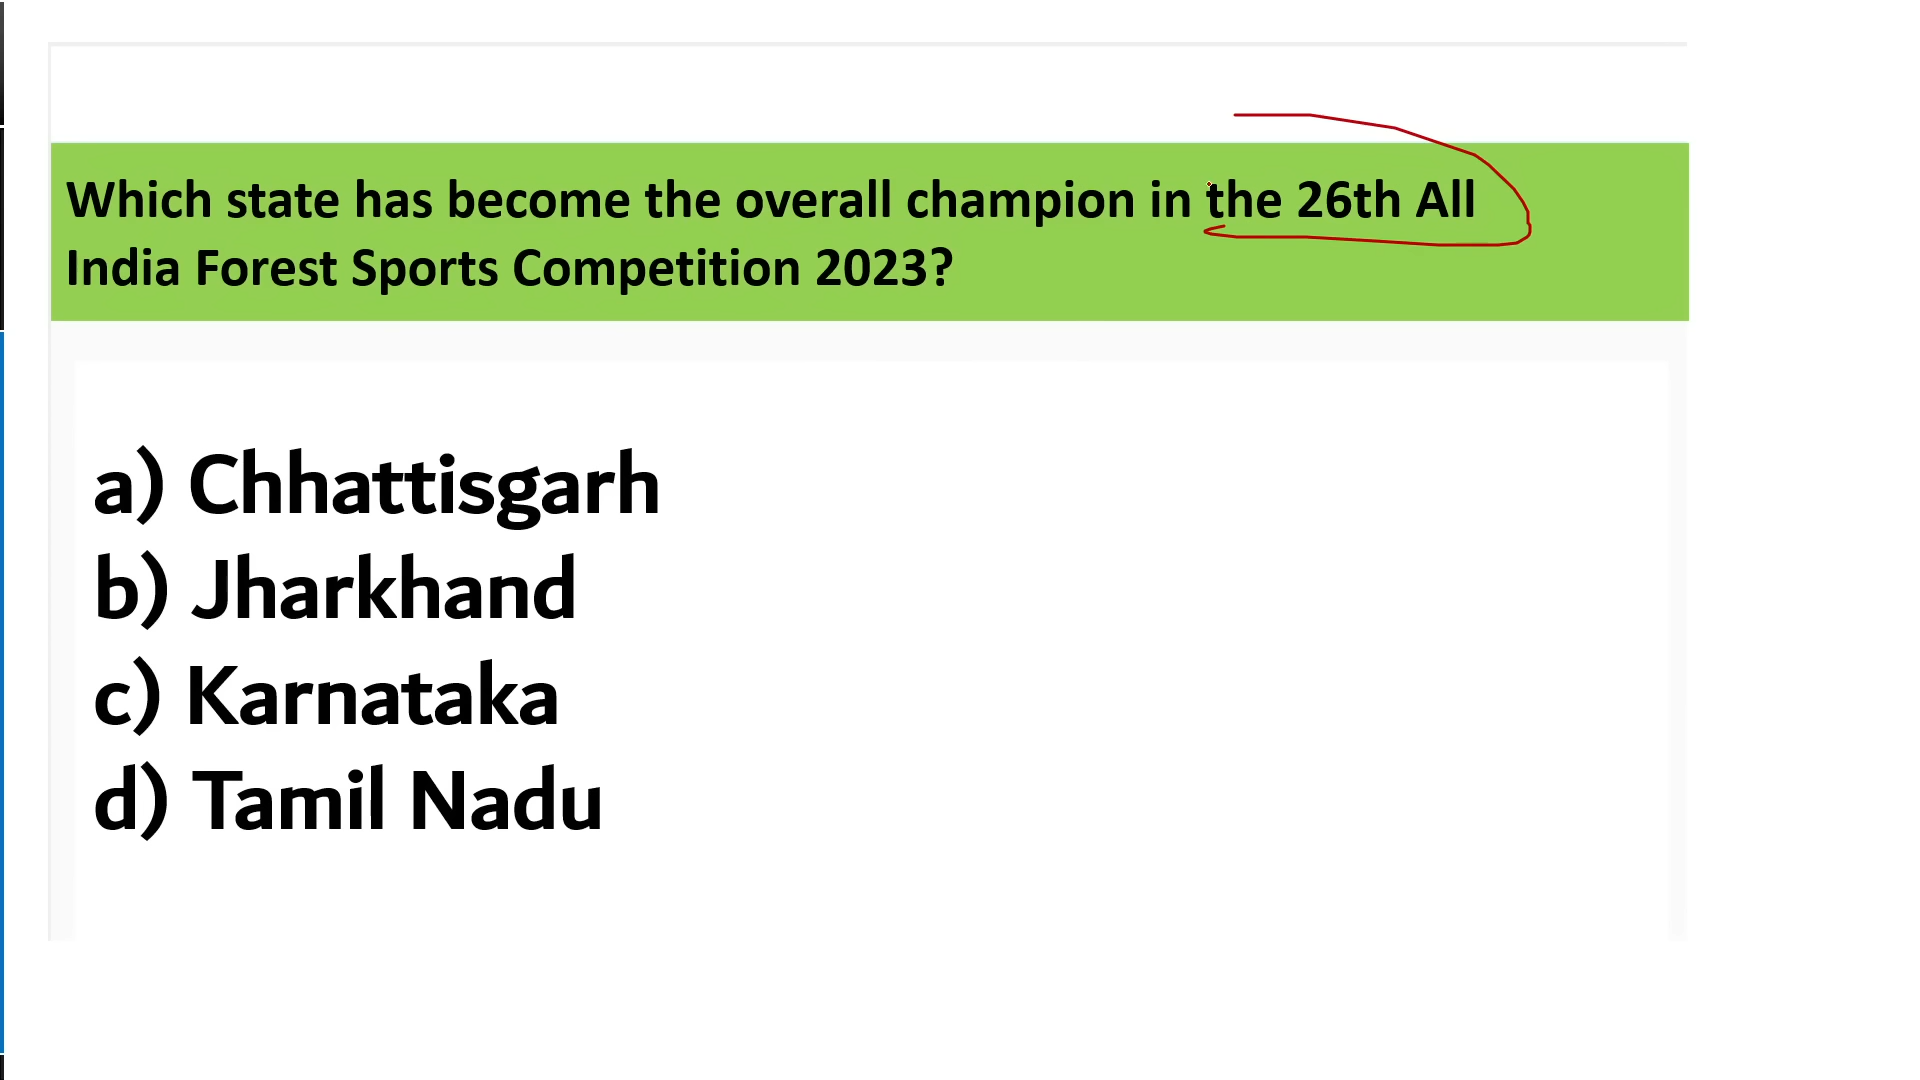 Which state has become the overall champion in the 26th All
India Forest Sports Competition 2023?
a) Chhattisgarh
b) Jharkhand
c) Karnataka
d) Tamil Nadu